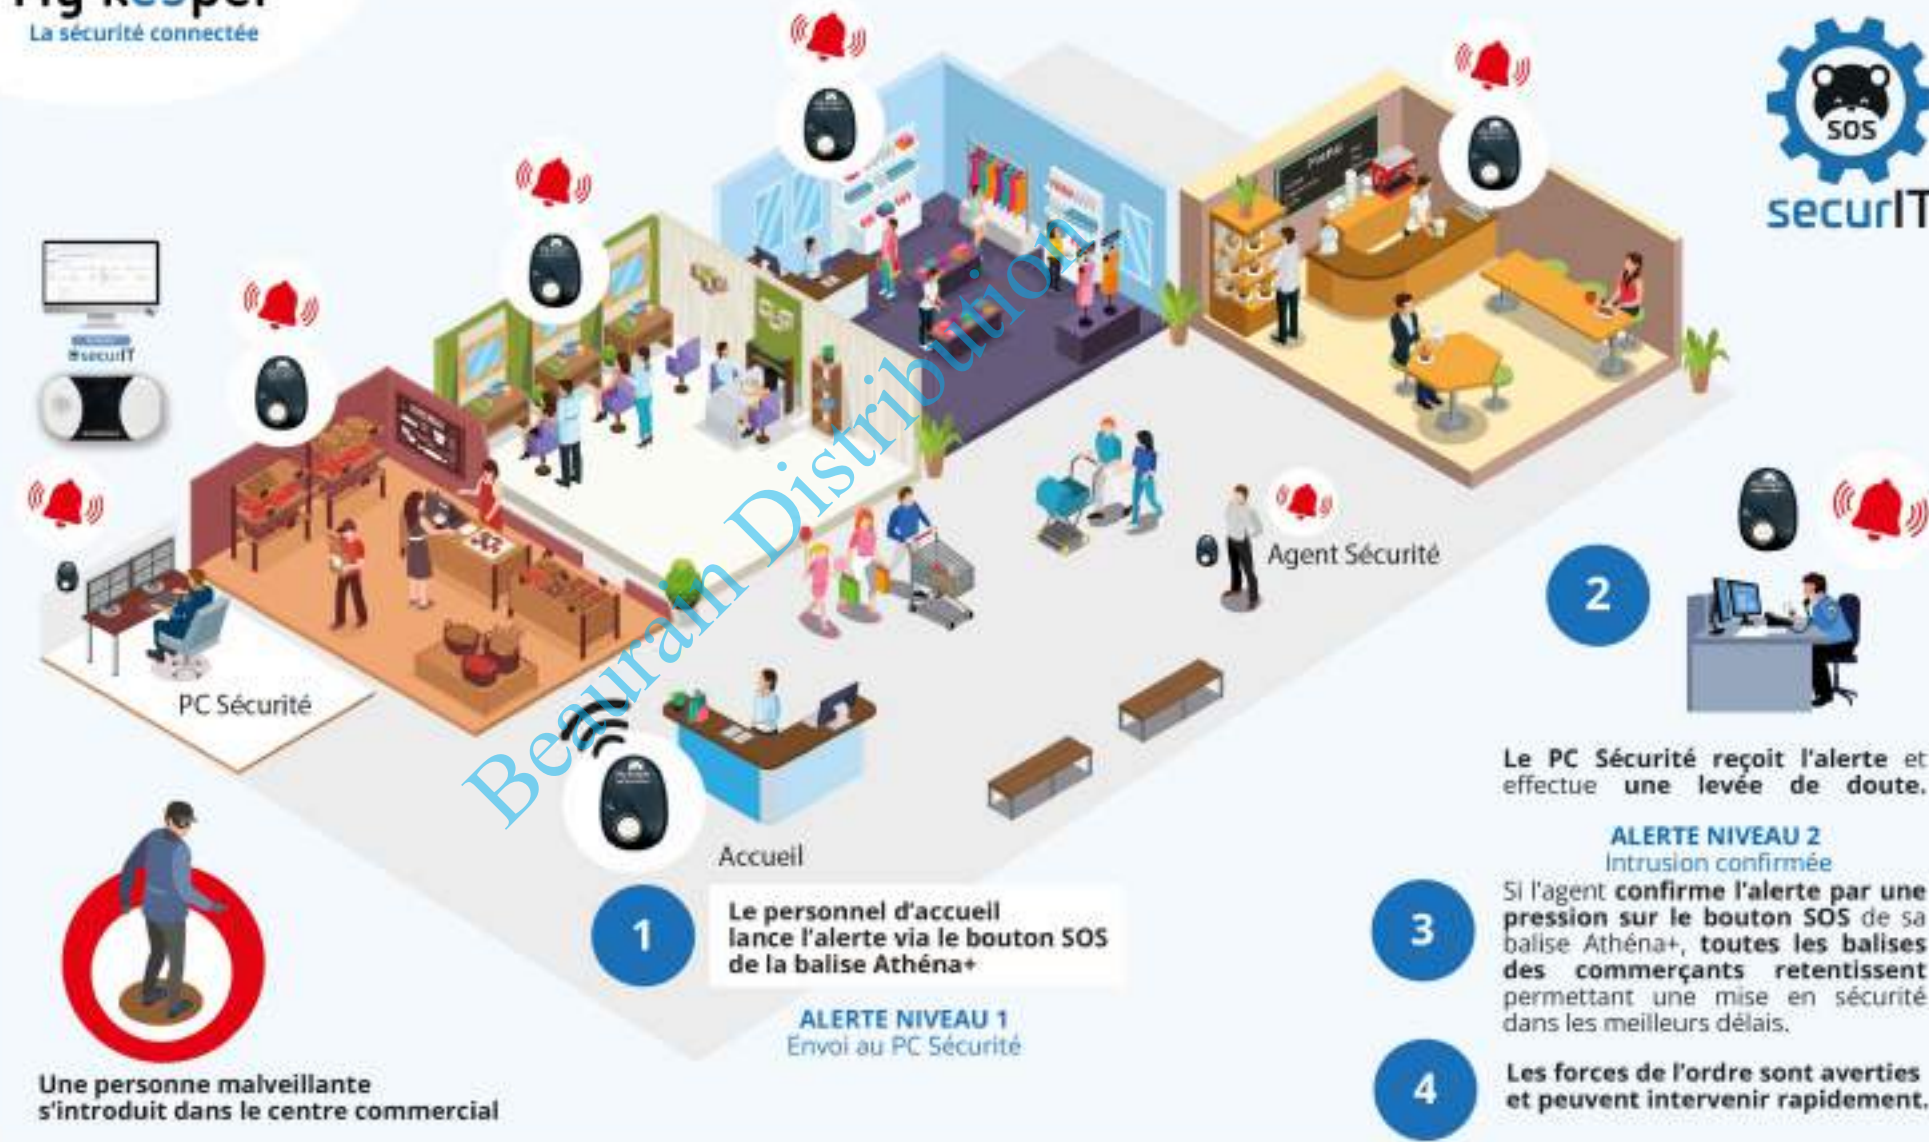 La sécurité connectée
SOS
securIT
securIT
Menu
PC Sécurité
Agent Sécurité
Accueil
Beaurain Distribution
Une personne malveillante
s'introduit dans le centre commercial
1
Le personnel d'accueil
lance l'alerte via le bouton SOS
de la balise Athéna+
ALERTE NIVEAU 1
Envoi au PC Sécurité
2
Le PC Sécurité reçoit l'alerte et
effectue une levée de doute.
ALERTE NIVEAU 2
Intrusion confirmée
3
Si l'agent confirme l'alerte par une
pression sur le bouton SOS de sa
balise Athéna+, toutes les balises
des commerçants retentissent
permettant une mise en sécurité
dans les meilleurs délais.
4
Les forces de l'ordre sont averties
et peuvent intervenir rapidement.